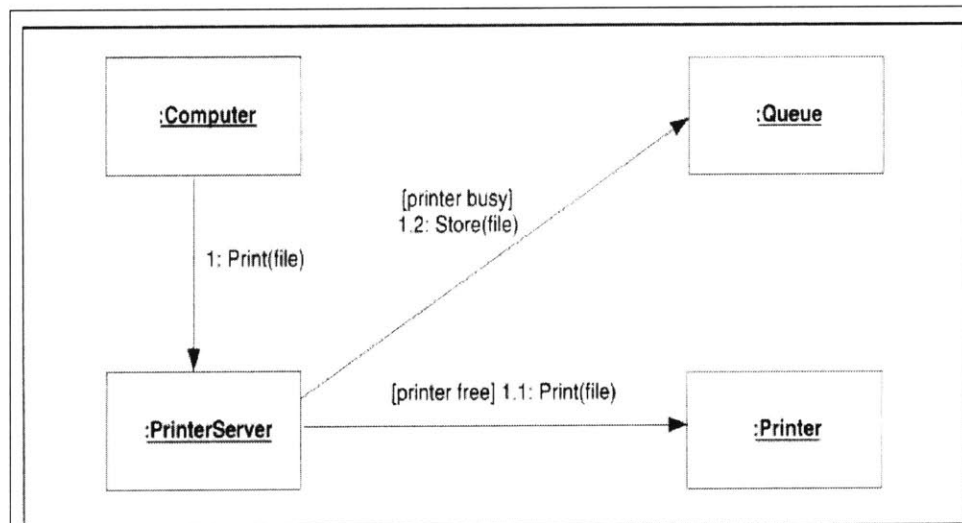 :Computer
:Queue
[printer busy]
1.2: Store(file)
1: Print(file)
[printer free] 1.1: Print(file)
:PrinterServer
:Printer